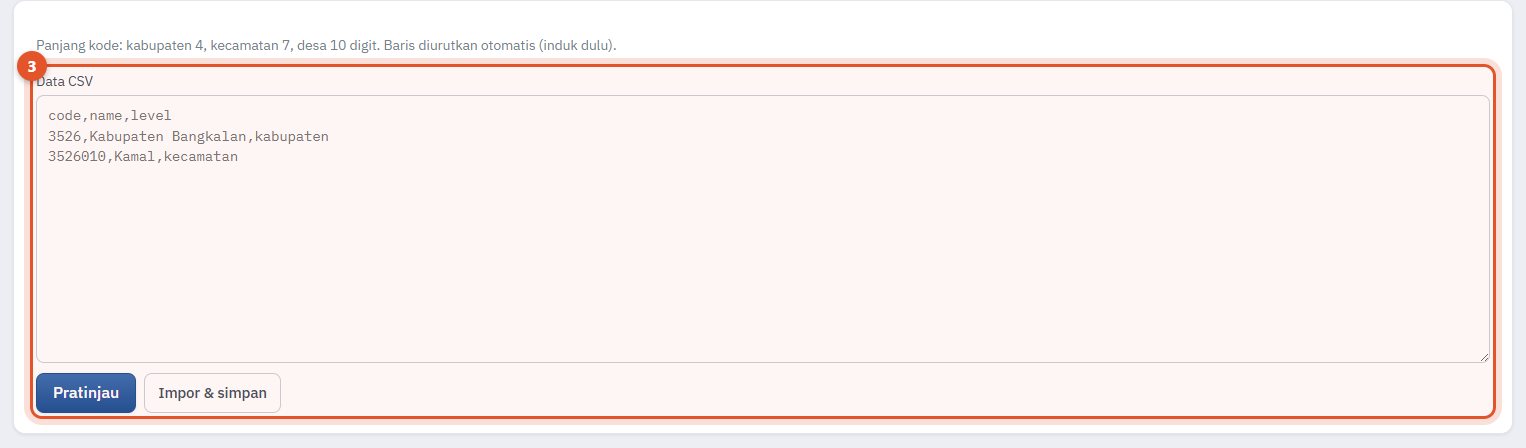 Panjang kode: kabupaten 4, kecamatan 7, desa 10 digit. Baris diurutkan otomatis (induk dulu).
3
Data CSV
code,name,level
3526,Kabupaten Bangkalan,kabupaten
3526010,Kamal,kecamatan
Pratinjau
Impor & simpan